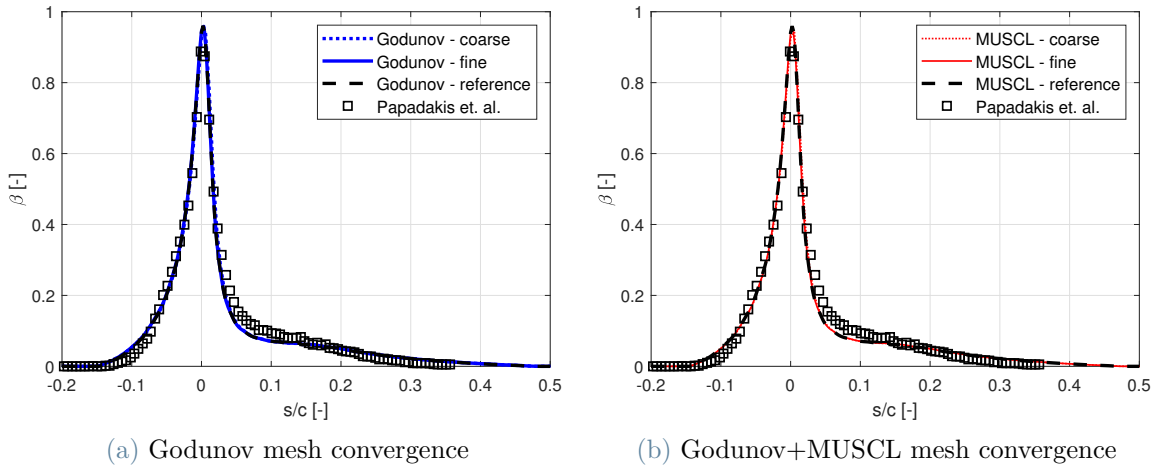 1
0.8
0.6
0.4
0.2
0
β [-]
-0.2 -0.1 0 0.1 0.2 0.3 0.4 0.5
s/c [-]
Godunov - coarse
Godunov - fine
Godunov - reference
Papadakis et. al.
(a) Godunov mesh convergence
1
0.8
0.6
0.4
0.2
0
β [-]
-0.2 -0.1 0 0.1 0.2 0.3 0.4 0.5
s/c [-]
MUSCL - coarse
MUSCL - fine
MUSCL - reference
Papadakis et. al.
(b) Godunov+MUSCL mesh convergence